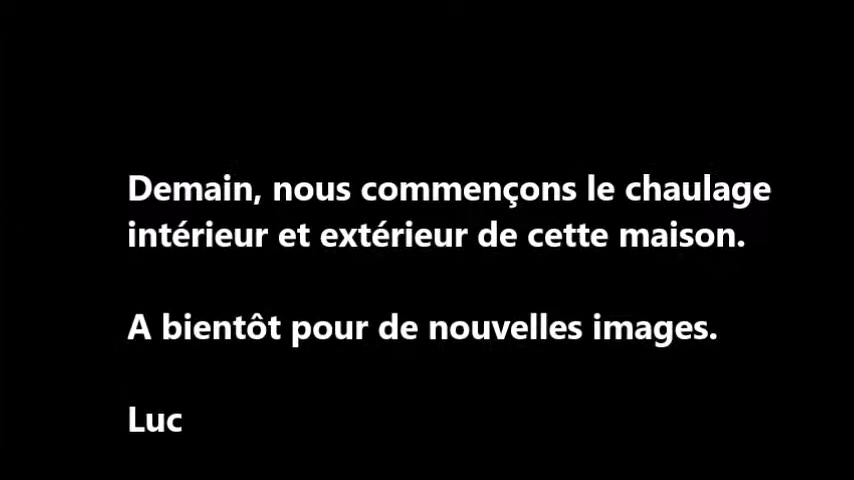 Demain, nous commençons le chaulage
intérieur et extérieur de cette maison.
A bientôt pour de nouvelles images.
Luc